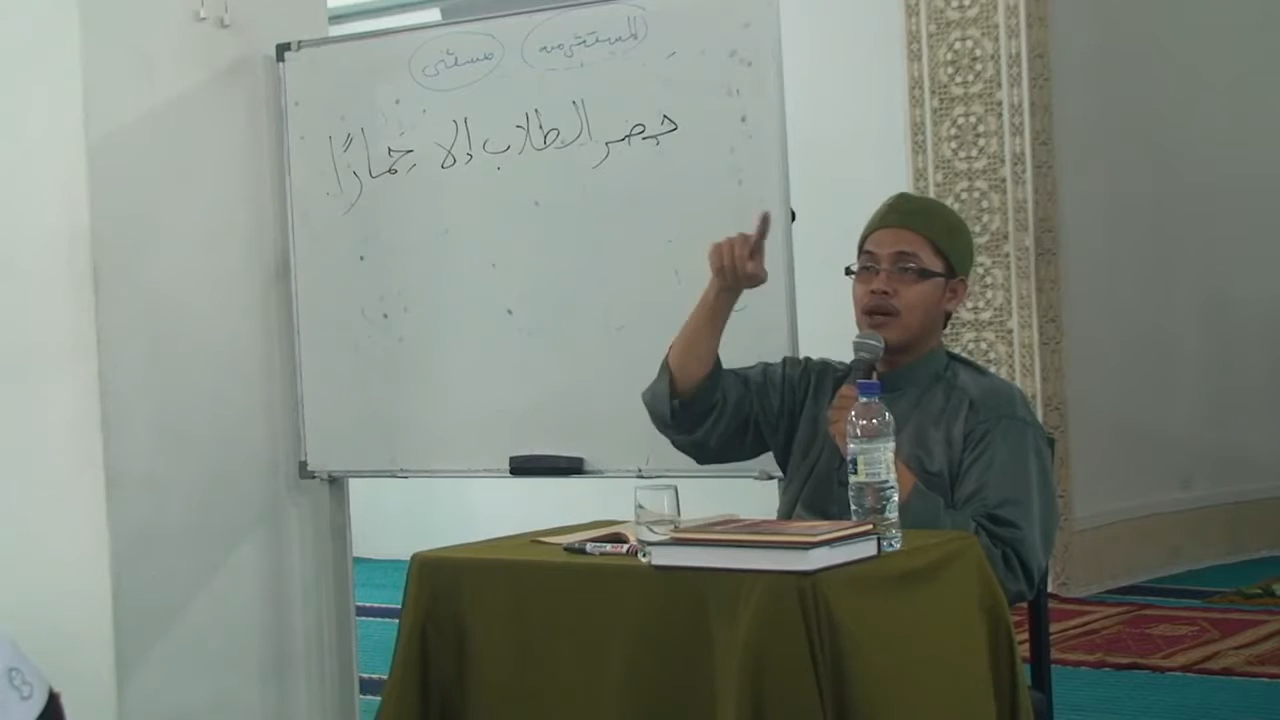 المستثنى منه مستثنى
حضر الطلاب إلا حمارًا